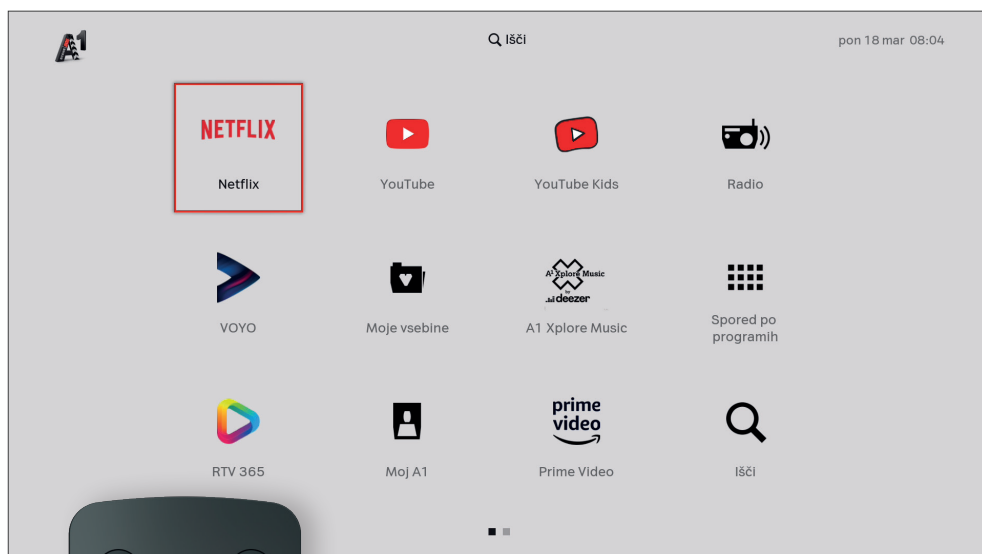 A1
Išči
pon 18 mar 08:04
NETFLIX
Netflix
YouTube
YouTube Kids
Radio
VOYO
Moje vsebine
A1 Xplore Music
by
deezer
A1 Xplore Music
Spored po
programih
RTV 365
Moj A1
prime
video
Prime Video
Išči